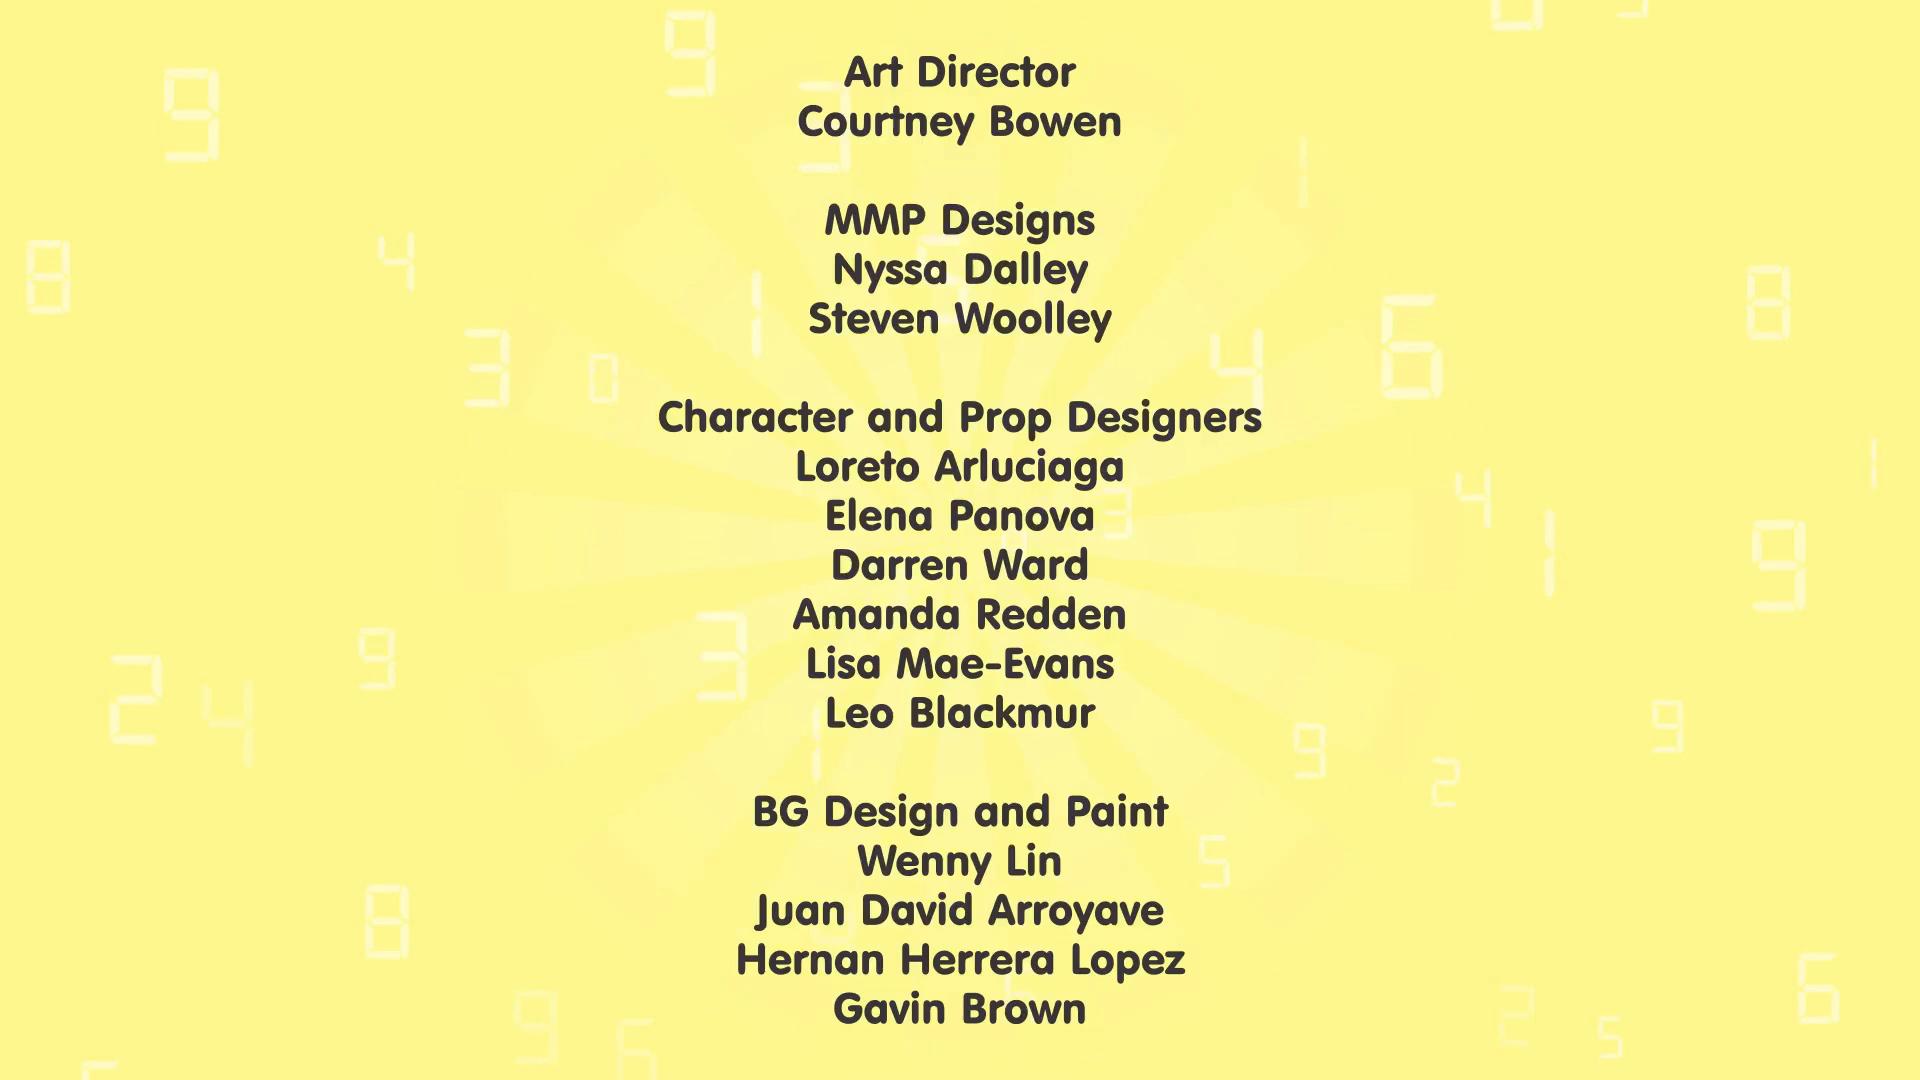 Art Director
Courtney Bowen
MMP Designs
Nyssa Dalley
Steven Woolley
Character and Prop Designers
Loreto Arluciaga
Elena Panova
Darren Ward
Amanda Redden
Lisa Mae-Evans
Leo Blackmur
BG Design and Paint
Wenny Lin
Juan David Arroyave
Hernan Herrera Lopez
Gavin Brown